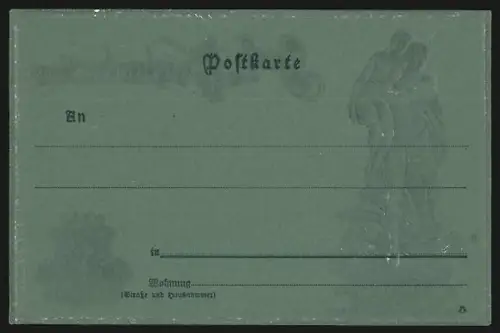 Postkarte
An
in
Wohnung
(Straße und Hausnummer)